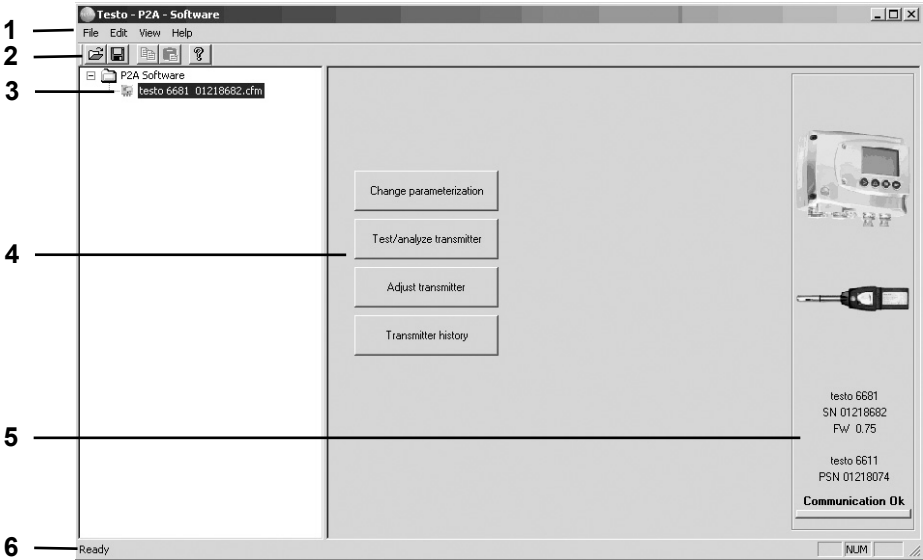 Testo - P2A - Software
1
File Edit View Help
2
P2A Software
3
testo 6681 01218682.cfm
Change parameterization
4
Test/analyze transmitter
Adjust transmitter
Transmitter history
testo 6681
SN 01218682
5
FW 0.75
testo 6611
PSN 01218074
Communication Ok
6
Ready
NUM